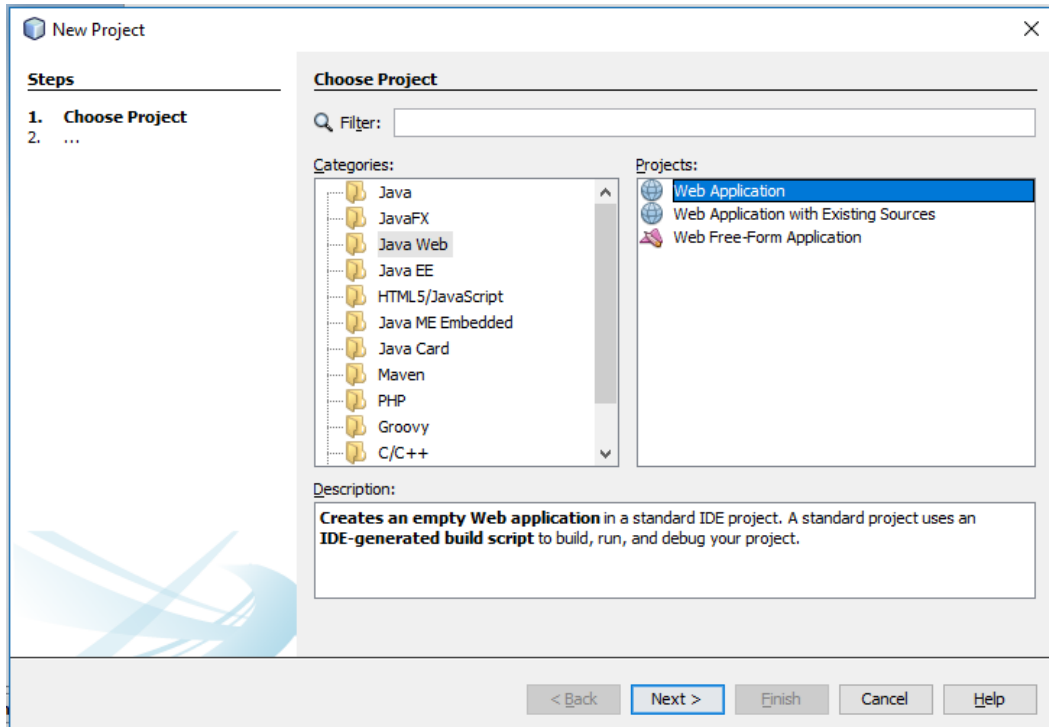 New Project
Steps
1. Choose Project
2. ...
Choose Project
Filter:
Categories:
Java
JavaFX
Java Web
Java EE
HTML5/JavaScript
Java ME Embedded
Java Card
Maven
PHP
Groovy
C/C++
Projects:
Web Application
Web Application with Existing Sources
Web Free-Form Application
Description:
Creates an empty Web application in a standard IDE project. A standard project uses an
IDE-generated build script to build, run, and debug your project.
< Back Next > Finish Cancel Help